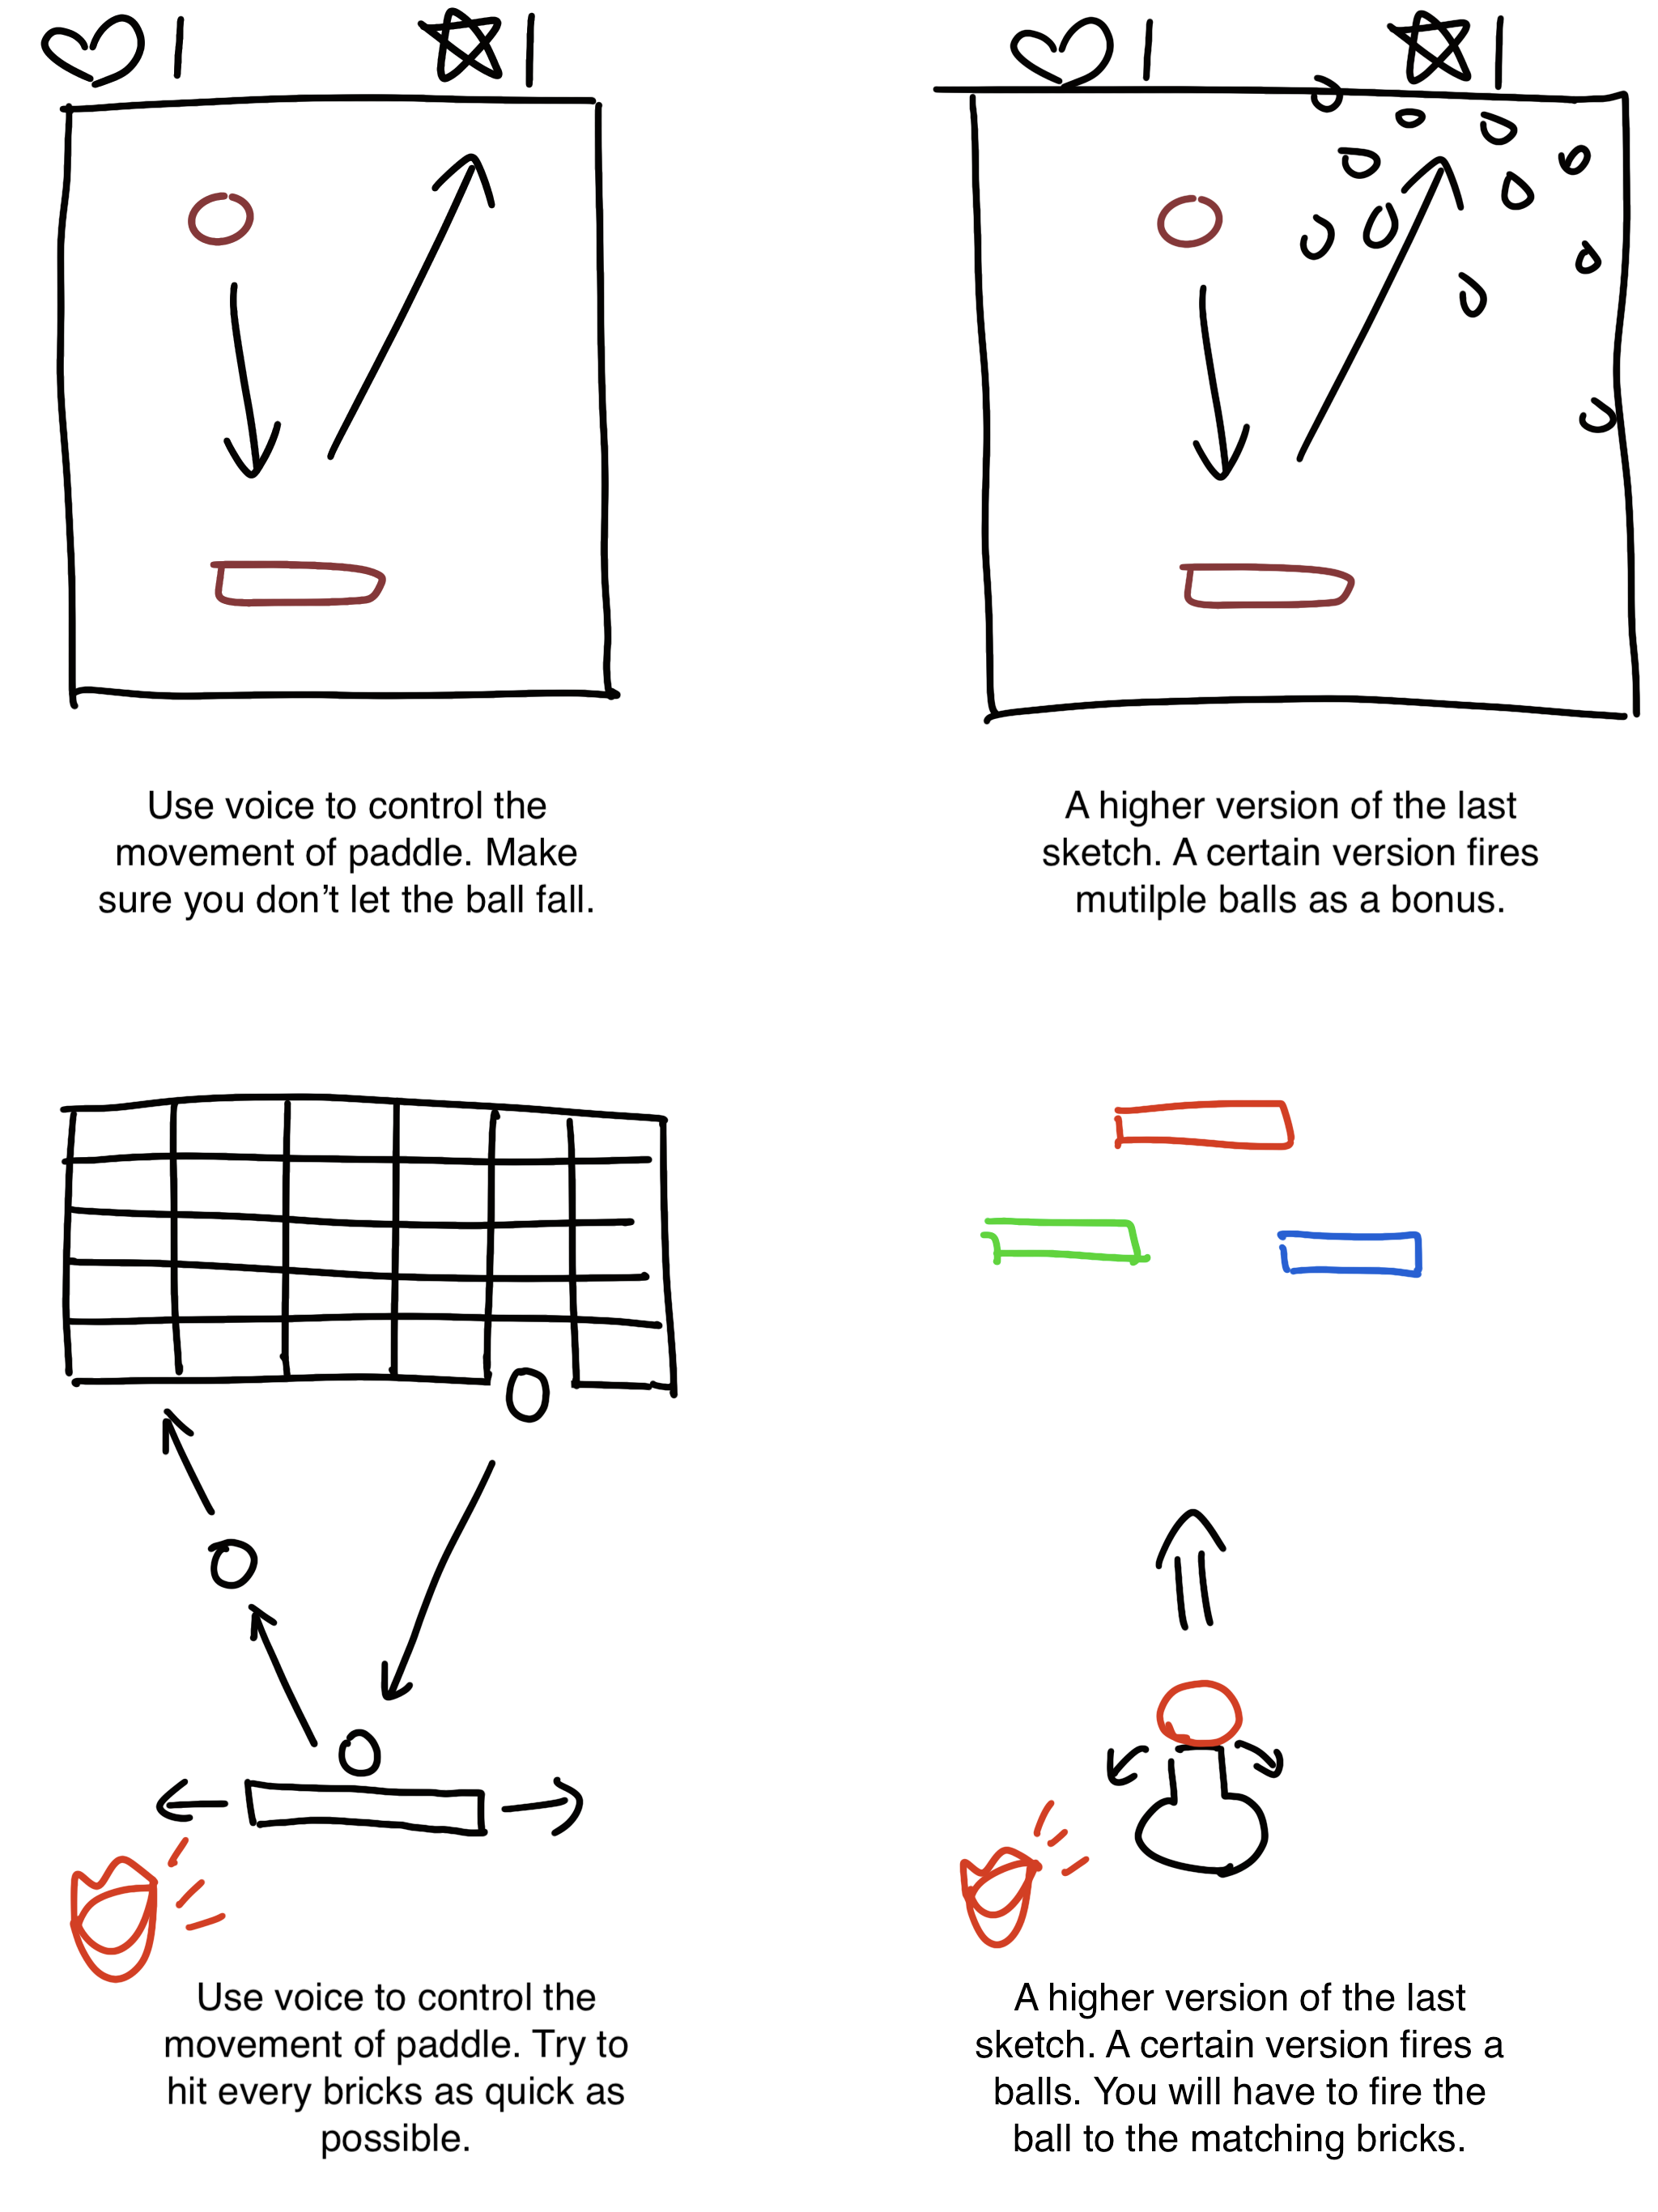 1
1
1
1
Use voice to control the
movement of paddle. Make
sure you don't let the ball fall.
A higher version of the last
sketch. A certain version fires
mutilple balls as a bonus.
Use voice to control the
movement of paddle. Try to
hit every bricks as quick as
possible.
A higher version of the last
sketch. A certain version fires a
balls. You will have to fire the
ball to the matching bricks.